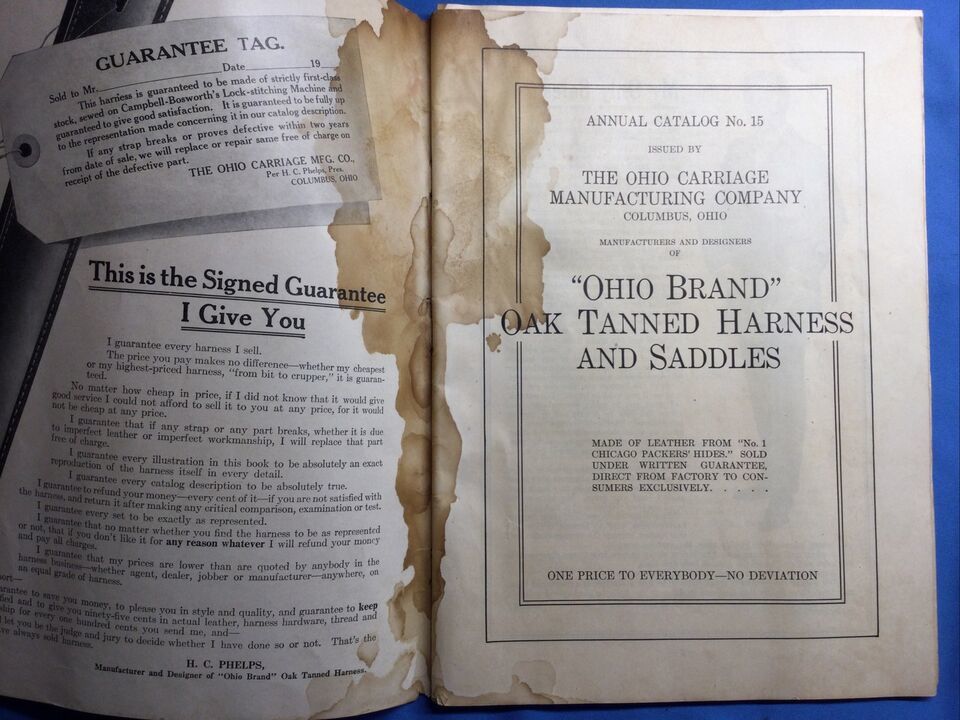 GUARANTEE TAG.
Date 19
Sold to Mr.
This harness is guaranteed to be made of strictly first-class
stock, sewed on Campbell-Bosworth's Lock-stitching Machine and
guaranteed to give good satisfaction. It is guaranteed to be fully up
to the representation made concerning it in our catalog description.
If any strap breaks or proves defective within two years
from date of sale, we will replace or repair same free of charge on
receipt of the defective part.
THE OHIO CARRIAGE MFG. CO.,
Per H. C. Phelps, Pres.
COLUMBUS, OHIO
This is the Signed Guarantee
I Give You
I guarantee every harness I sell.
The price you pay makes no difference—whether my cheapest
or my highest-priced harness, "from bit to crupper," it is guaran-
teed.
No matter how cheap in price, if I did not know that it would give
good service I could not afford to sell it to you at any price, for it would
not be cheap at any price.
I guarantee that if any strap or any part breaks, whether it is due
to imperfect leather or imperfect workmanship, I will replace that part
free of charge.
I guarantee every illustration in this book to be absolutely an exact
reproduction of the harness itself in every detail.
I guarantee every catalog description to be absolutely true.
I guarantee to refund your money—every cent of it—if you are not satisfied with
the harness, and return it after making any critical comparison, examination or test.
I guarantee every set to be exactly as represented.
I guarantee that no matter whether you find the harness to be as represented
or not, that if you don't like it for any reason whatever I will refund your money
and pay all charges.
I guarantee that my prices are lower than are quoted by anybody in the
harness business—whether agent, dealer, jobber or manufacturer—anywhere, on
an equal grade of harness.
to save you money, to please you in style and quality, and guarantee to keep
and to give you ninety-five cents in actual leather, harness hardware, thread and
for every one hundred cents you send me, and—
let you be the judge and jury to decide whether I have done so or not. That's the
always sold harness.
H. C. PHELPS,
Manufacturer and Designer of "Ohio Brand" Oak Tanned Harness.
ANNUAL CATALOG No. 15
ISSUED BY
THE OHIO CARRIAGE
MANUFACTURING COMPANY
COLUMBUS, OHIO
MANUFACTURERS AND DESIGNERS
OF
"OHIO BRAND"
OAK TANNED HARNESS
AND SADDLES
MADE OF LEATHER FROM "No. 1
CHICAGO PACKERS' HIDES." SOLD
UNDER WRITTEN GUARANTEE,
DIRECT FROM FACTORY TO CON-
SUMERS EXCLUSIVELY. . . . .
ONE PRICE TO EVERYBODY—NO DEVIATION